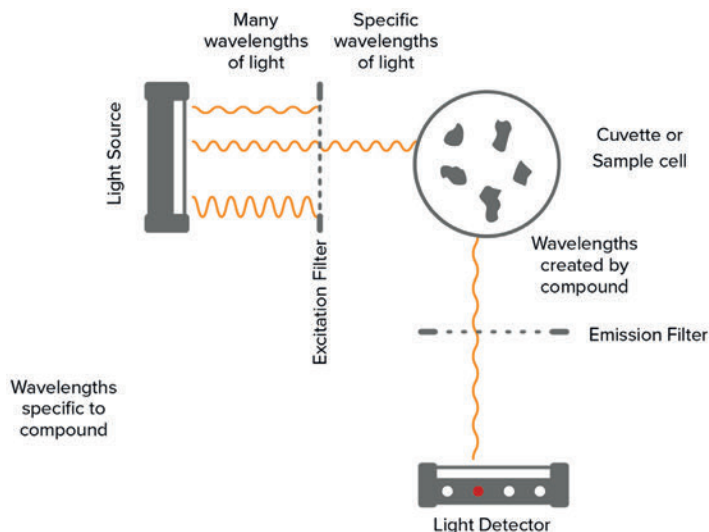 Many
wavelengths
of light
Specific
wavelengths
of light
Light Source
Excitation Filter
Cuvette or
Sample cell
Wavelengths
created by
compound
Emission Filter
Wavelengths
specific to
compound
Light Detector